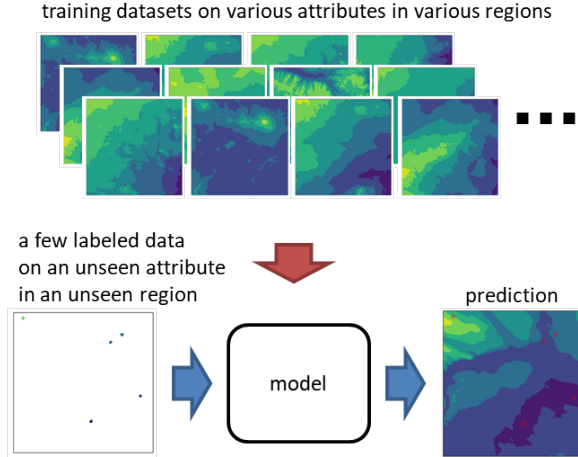 training datasets on various attributes in various regions
a few labeled data
on an unseen attribute
in an unseen region
prediction
model